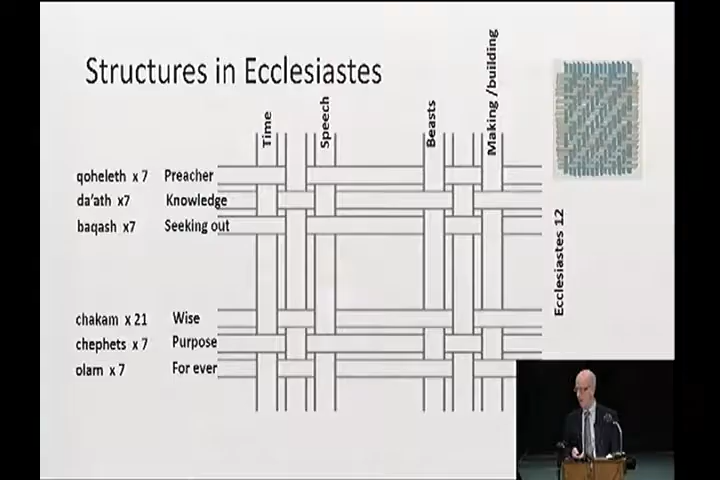 Structures in Ecclesiastes
Time
Speech
Beasts
Making /building
qoheleth x 7 Preacher
da'ath x7 Knowledge
baqash x7 Seeking out
Ecclesiastes 12
chakam x 21 Wise
chephets x 7 Purpose
olam x 7 For ever